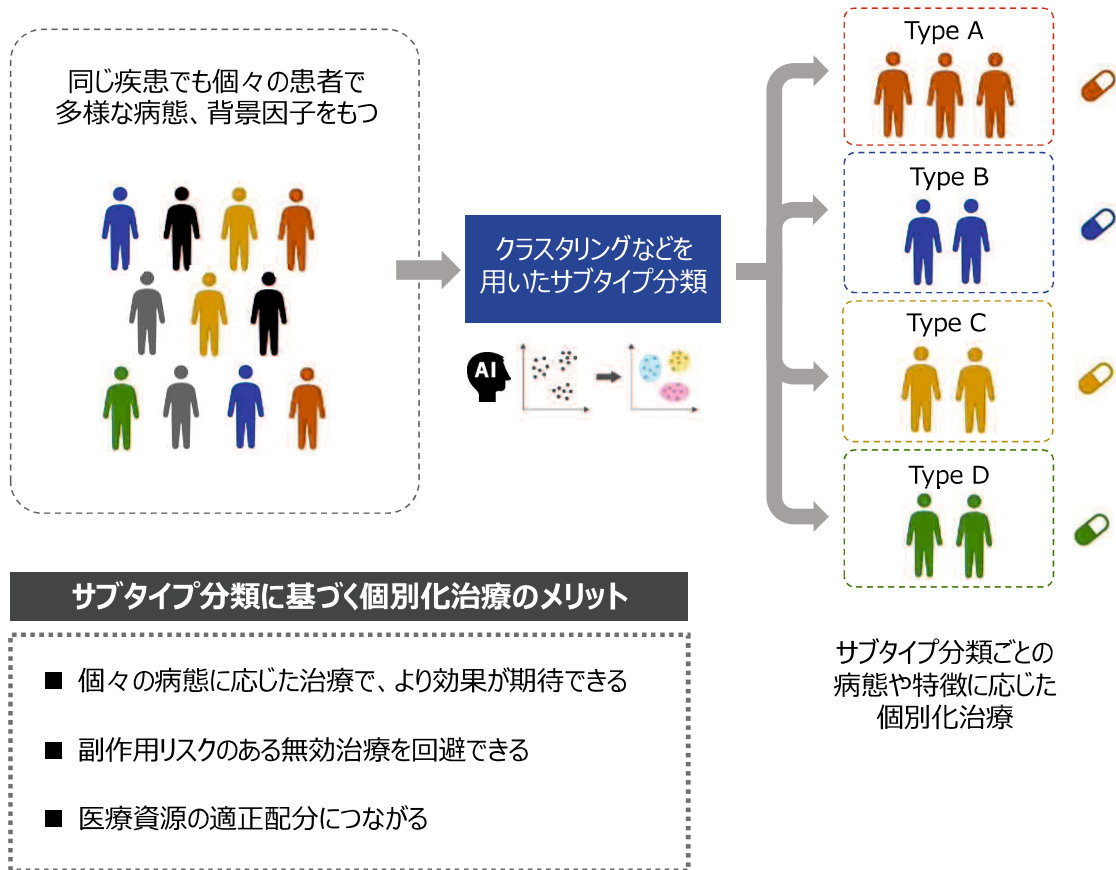 同じ疾患でも個々の患者で
多様な病態、背景因子をもつ
クラスタリングなどを
用いたサブタイプ分類
AI
Type A
Type B
Type C
Type D
サブタイプ分類ごとの
病態や特徴に応じた
個別化治療
サブタイプ分類に基づく個別化治療のメリット
■ 個々の病態に応じた治療で、より効果が期待できる
■ 副作用リスクのある無効治療を回避できる
■ 医療資源の適正配分につながる